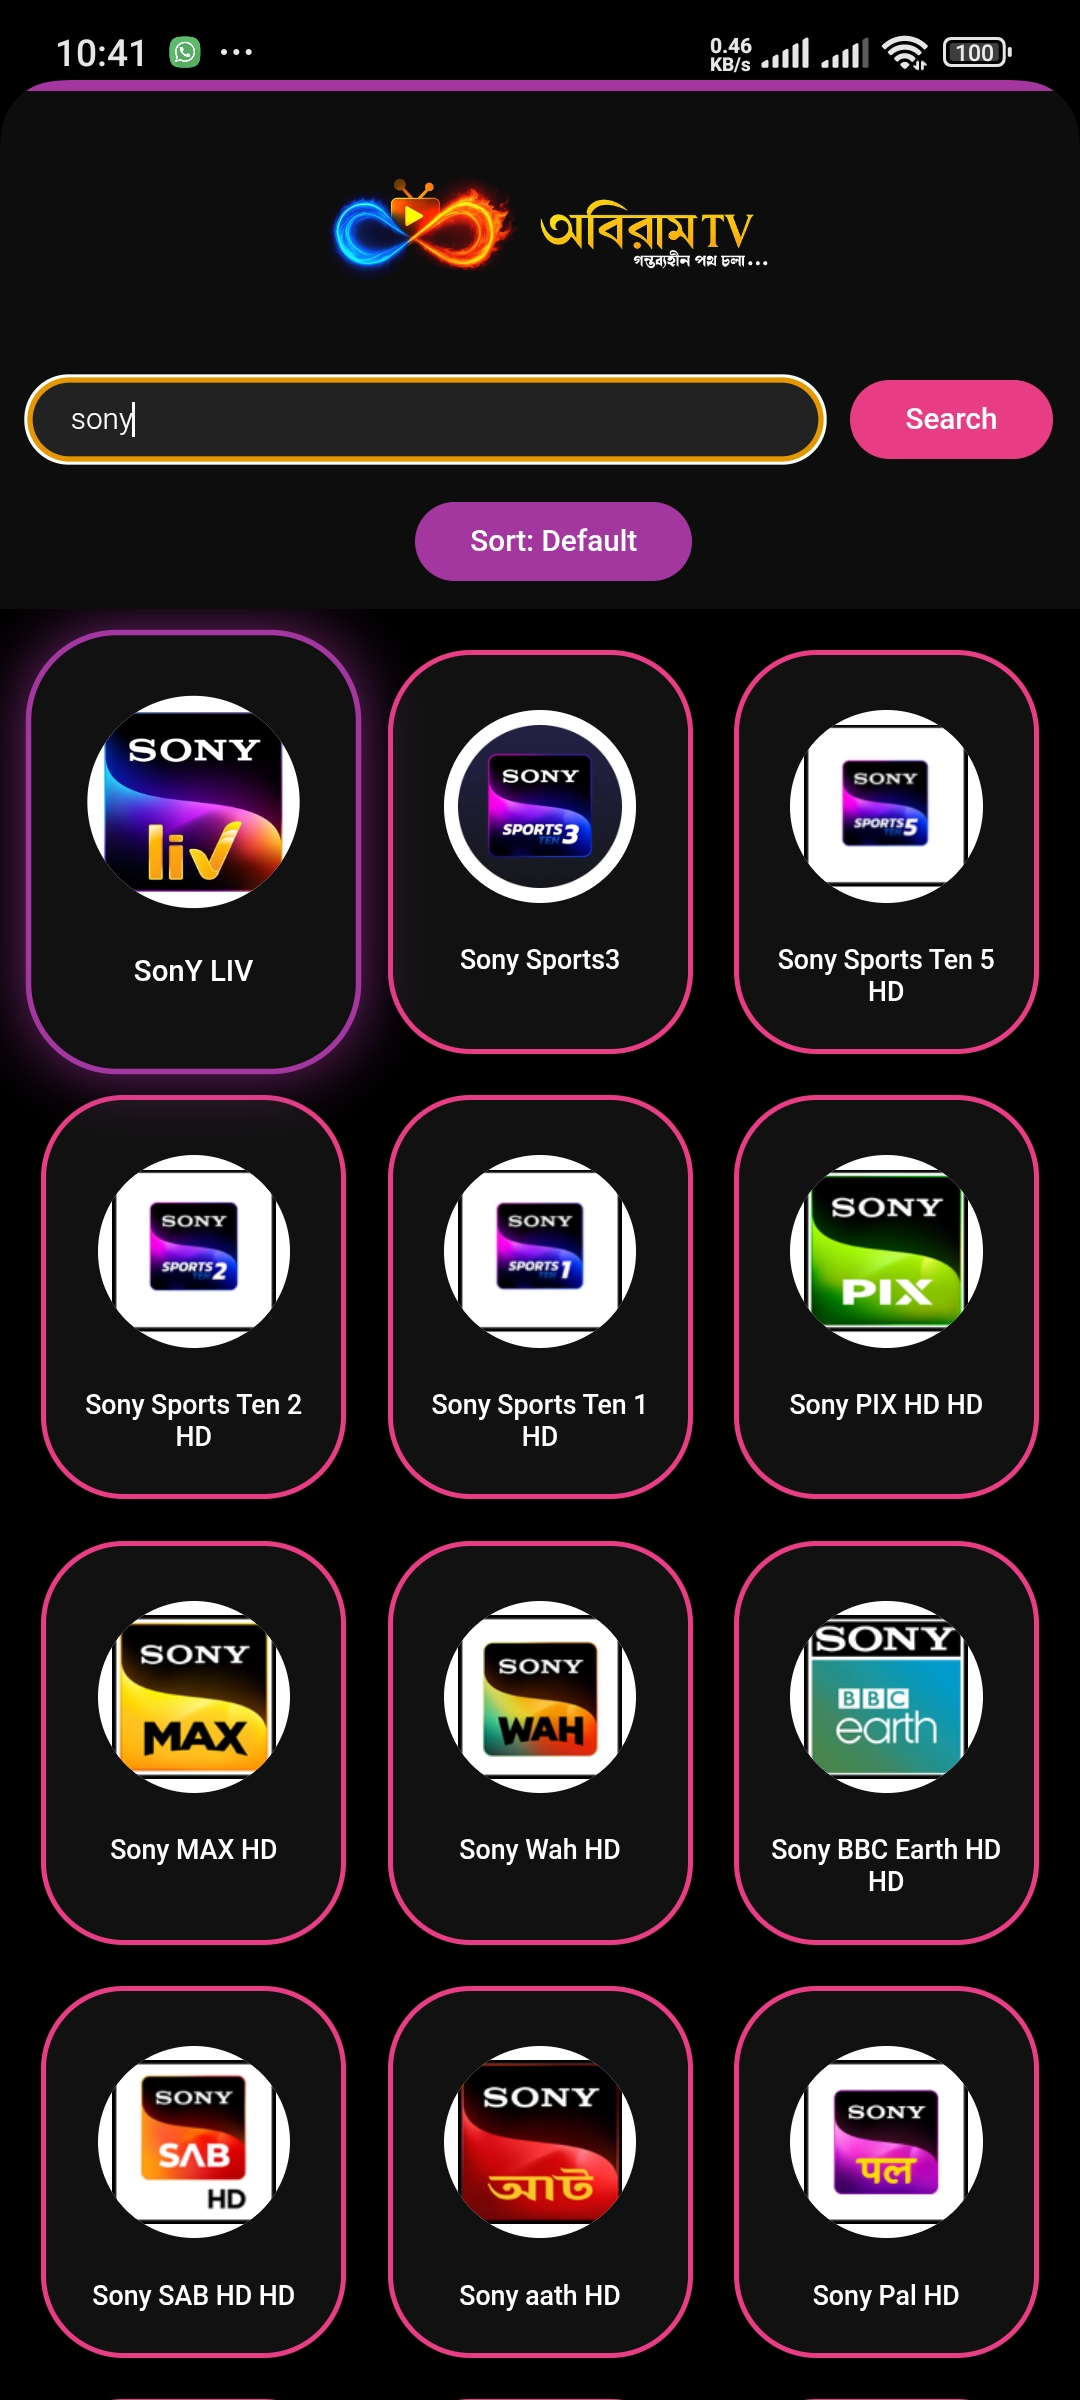 10:41
0.46
KB/s
100
অবিরাম TV
গন্তব্যহীন পথ চলা...
sony
Search
Sort: Default
SONY
liv
SonY LIV
SONY
SPORTS 3
TEN
Sony Sports3
SONY
SPORTS 5
TEN
Sony Sports Ten 5
HD
SONY
SPORTS 2
TEN
Sony Sports Ten 2
HD
SONY
SPORTS 1
TEN
Sony Sports Ten 1
HD
SONY
PIX
Sony PIX HD HD
SONY
MAX
Sony MAX HD
SONY
WAH
Sony Wah HD
SONY
BBC
earth
Sony BBC Earth HD
HD
SONY
SAB
HD
Sony SAB HD HD
SONY
আট
Sony aath HD
SONY
पल
Sony Pal HD